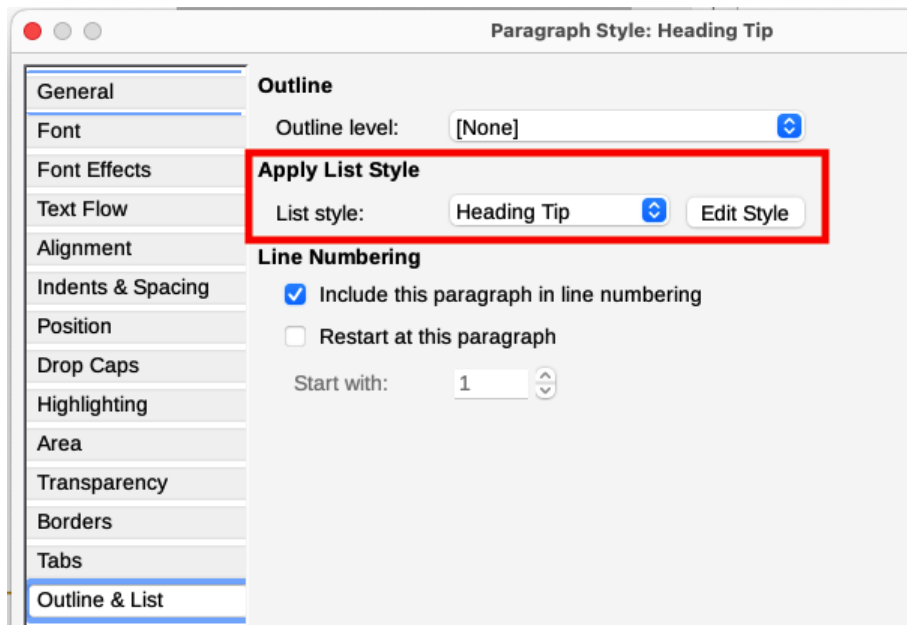 Paragraph Style: Heading Tip
General
Font
Font Effects
Text Flow
Alignment
Indents & Spacing
Position
Drop Caps
Highlighting
Area
Transparency
Borders
Tabs
Outline & List
Outline
Outline level: [None]
Apply List Style
List style: Heading Tip Edit Style
Line Numbering
Include this paragraph in line numbering
Restart at this paragraph
Start with: 1